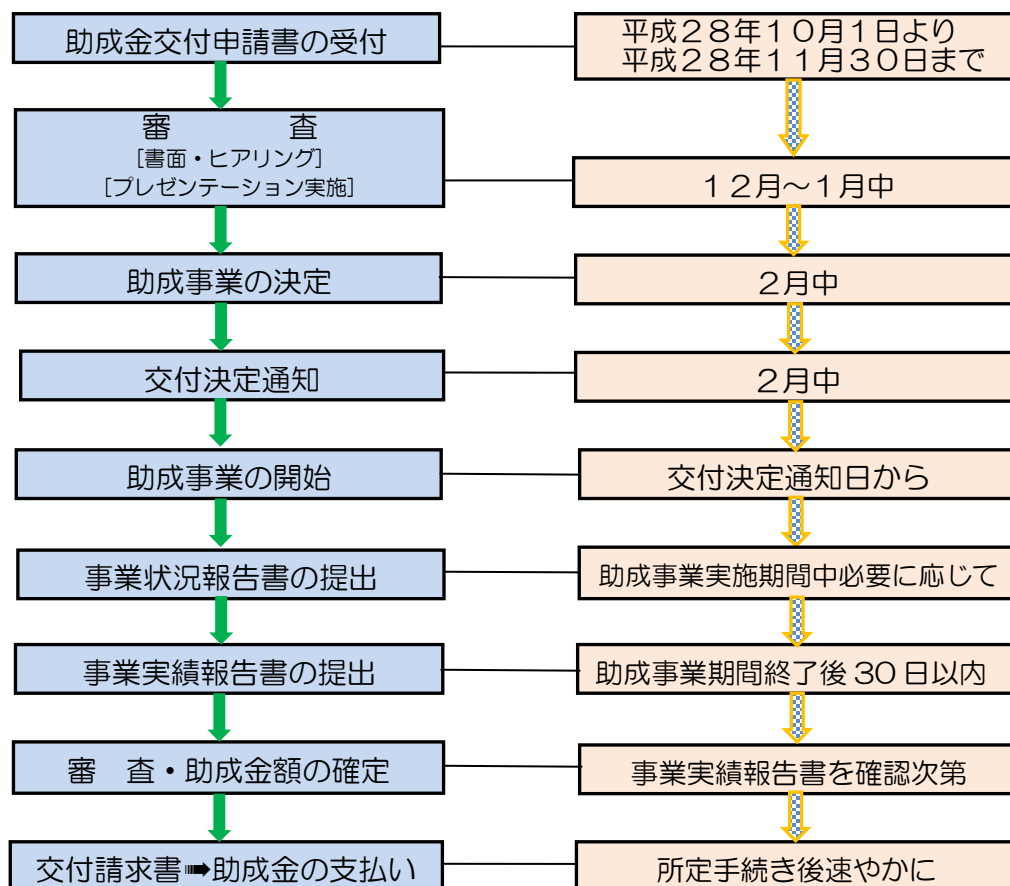 助成金交付申請書の受付
平成２８年１０月１日より
平成２８年１１月３０日まで
審　　　　査
[書面・ヒアリング]
[プレゼンテーション実施]
１２月～１月中
助成事業の決定
２月中
交付決定通知
２月中
助成事業の開始
交付決定通知日から
事業状況報告書の提出
助成事業実施期間中必要に応じて
事業実績報告書の提出
助成事業期間終了後 30 日以内
審　査・助成金額の確定
事業実績報告書を確認次第
交付請求書➠助成金の支払い
所定手続き後速やかに